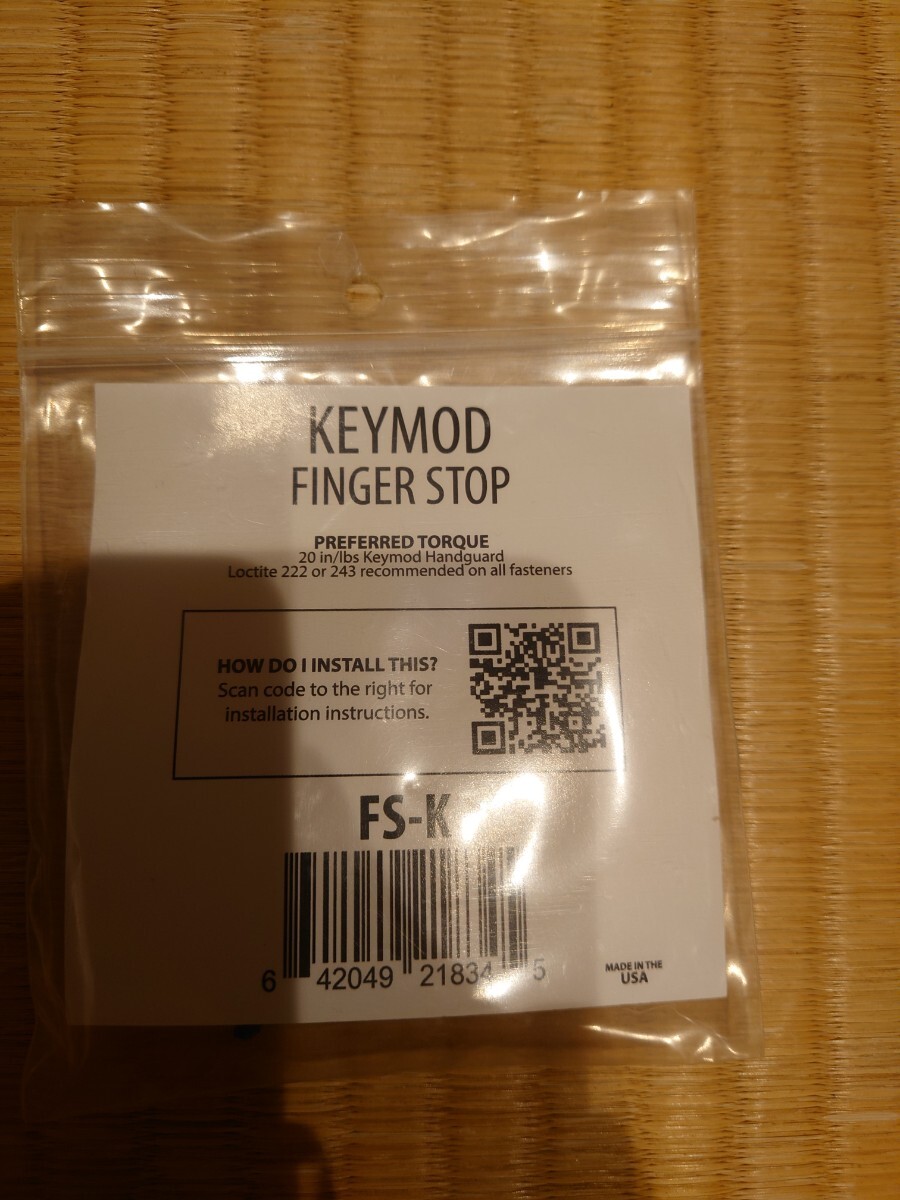 KEYMOD
FINGER STOP
PREFERRED TORQUE
20 in/lbs Keymod Handguard
Loctite 222 or 243 recommended on all fasteners
HOW DO I INSTALL THIS?
Scan code to the right for
installation instructions.
FS-K
6 42049 21834 5
MADE IN THE
USA